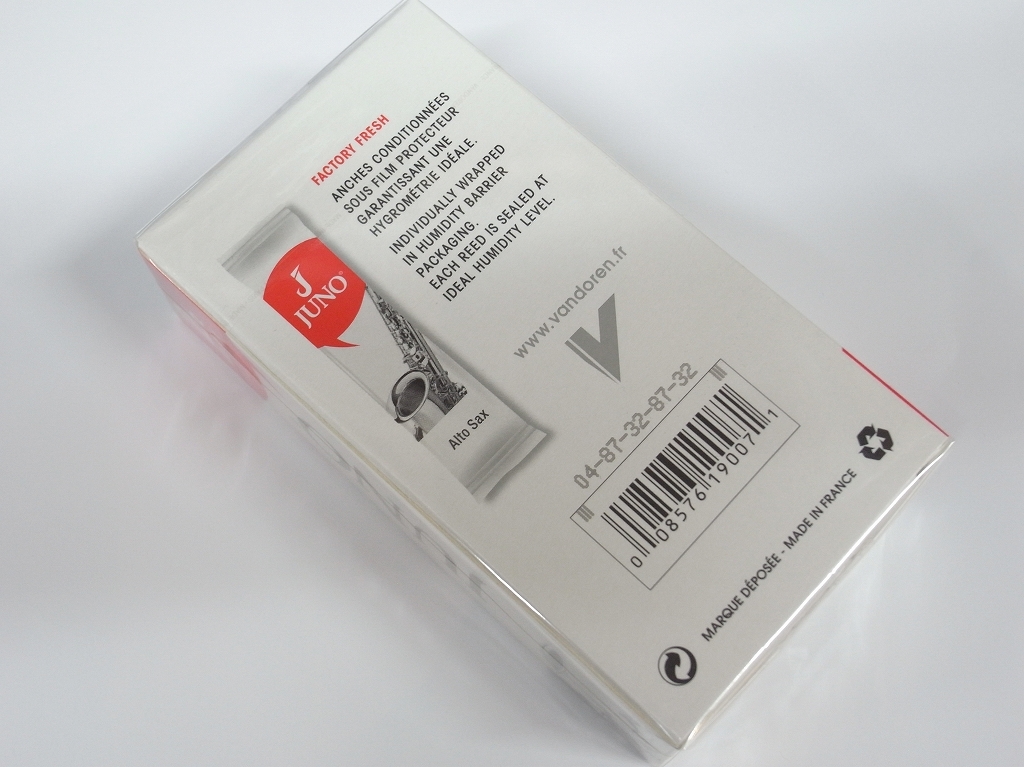 FACTORY FRESH
ANCHES CONDITIONNÉES
SOUS FILM PROTECTEUR
GARANTISSANT UNE
HYGROMÉTRIE IDÉALE.
INDIVIDUALLY WRAPPED
IN HUMIDITY BARRIER
PACKAGING.
EACH REED IS SEALED AT
IDEAL HUMIDITY LEVEL.
J
JUNO®
Alto Sax
www.vandoren.fr
V
04-87-32-87-32
0 08576 19007 1
MARQUE DÉPOSÉE - MADE IN FRANCE